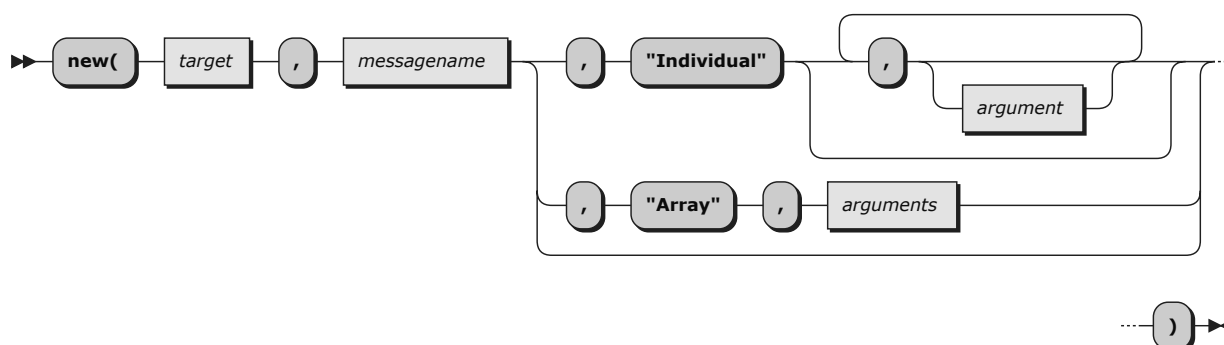 new( target , messagename , "Individual" , 
argument
, "Array" , arguments
)